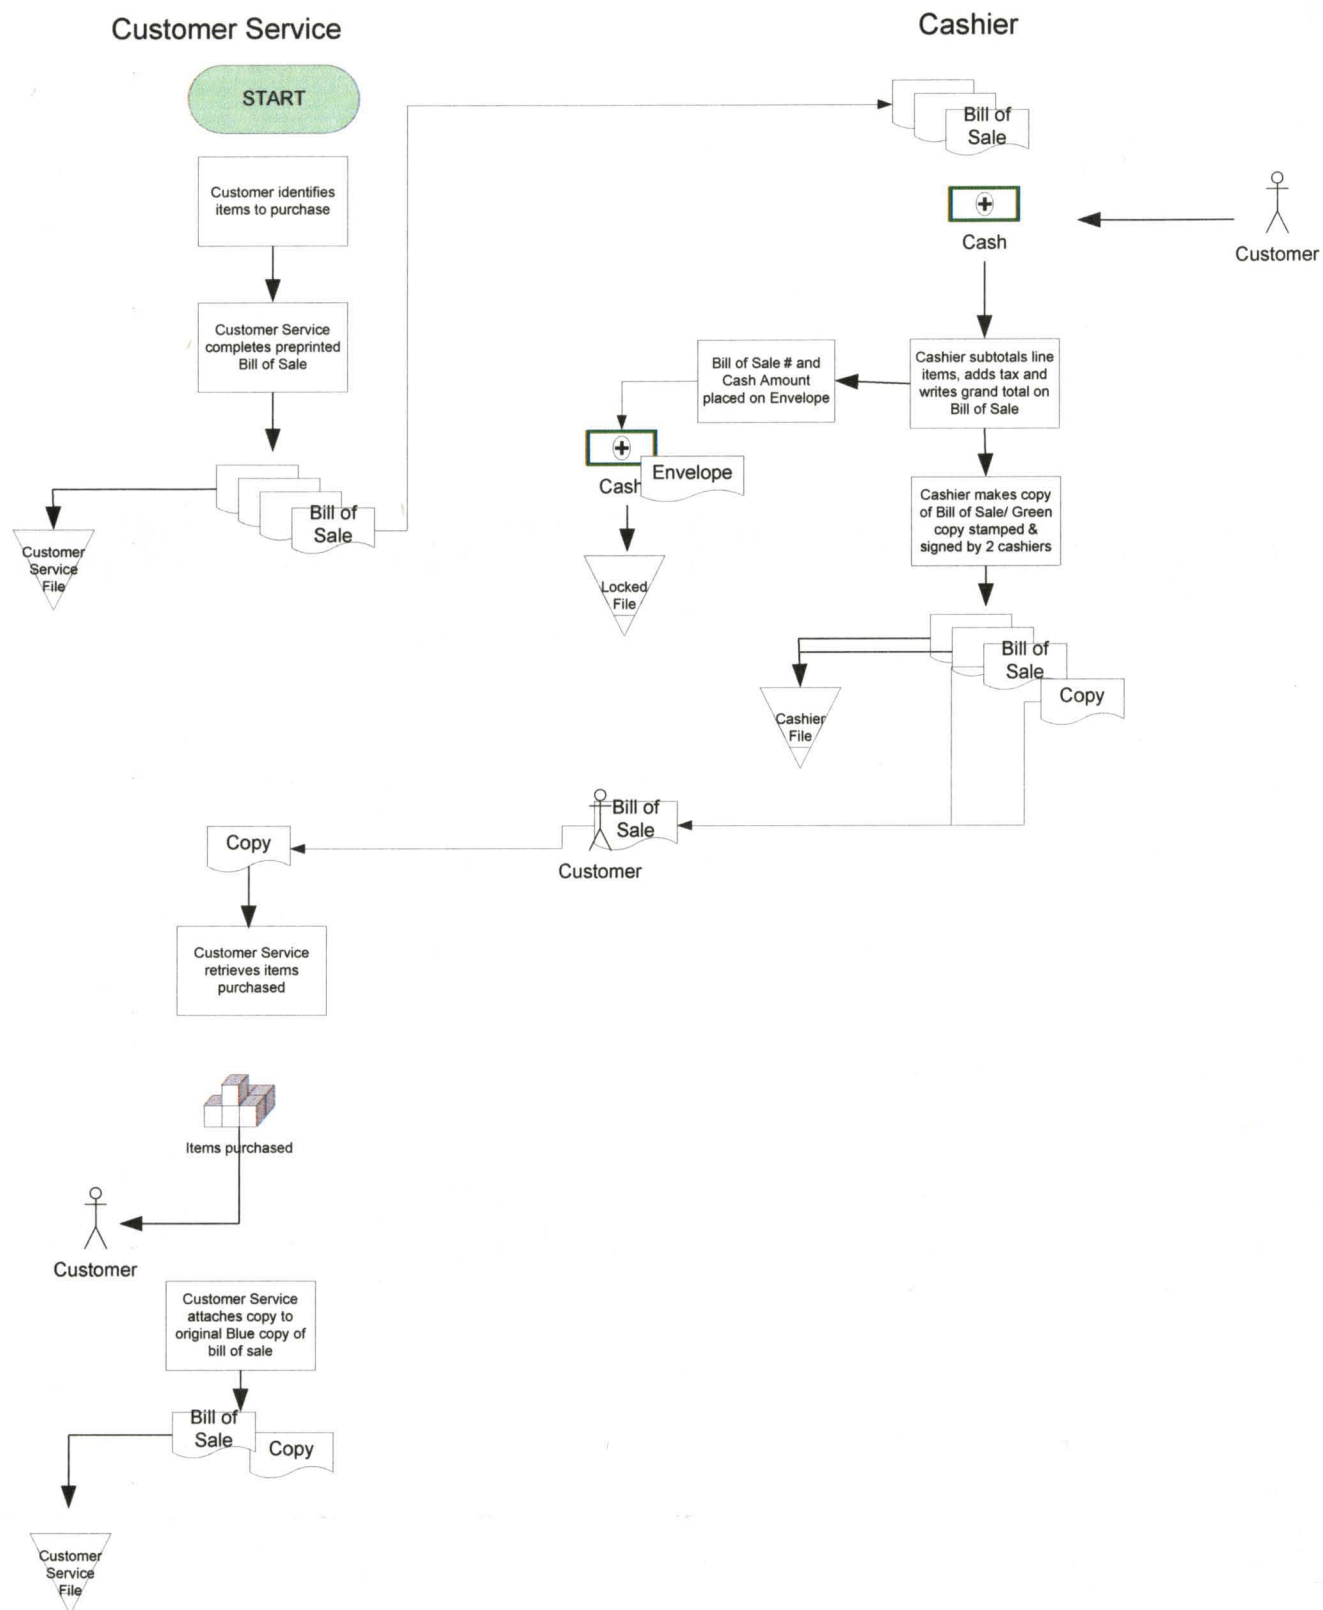 Customer Service
START
Customer identifies
items to purchase
Customer Service
completes preprinted
Bill of Sale
Bill of
Sale
Customer
Service
File
Cashier
Bill of
Sale
Cash
Customer
Cashier subtotals line
items, adds tax and
writes grand total on
Bill of Sale
Bill of Sale # and
Cash Amount
placed on Envelope
Envelope
Cash
Locked
File
Cashier makes copy
of Bill of Sale/ Green
copy stamped &
signed by 2 cashiers
Bill of
Sale
Copy
Cashier
File
Bill of
Sale
Customer
Copy
Customer Service
retrieves items
purchased
Items purchased
Customer
Customer Service
attaches copy to
original Blue copy of
bill of sale
Bill of
Sale
Copy
Customer
Service
File